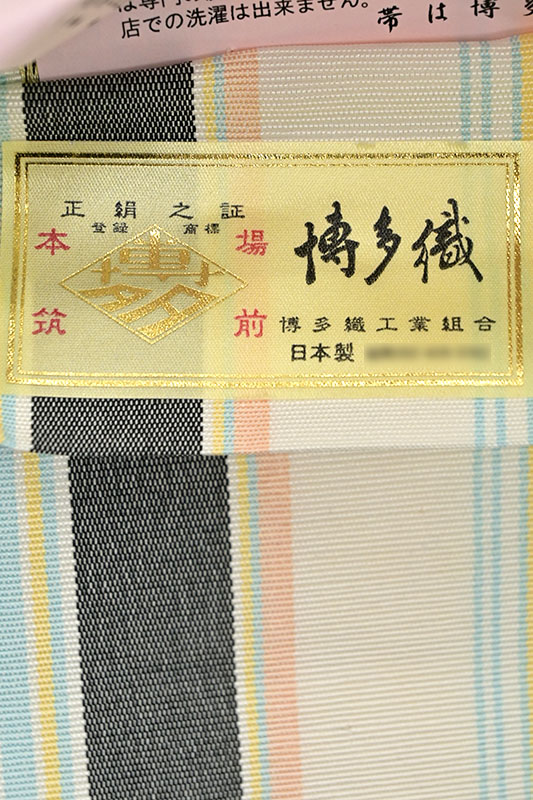 店での洗濯は出来ません。
帯は博多
正絹之証
登録商標
本場
筑前
博多
博多織
博多織工業組合
日本製